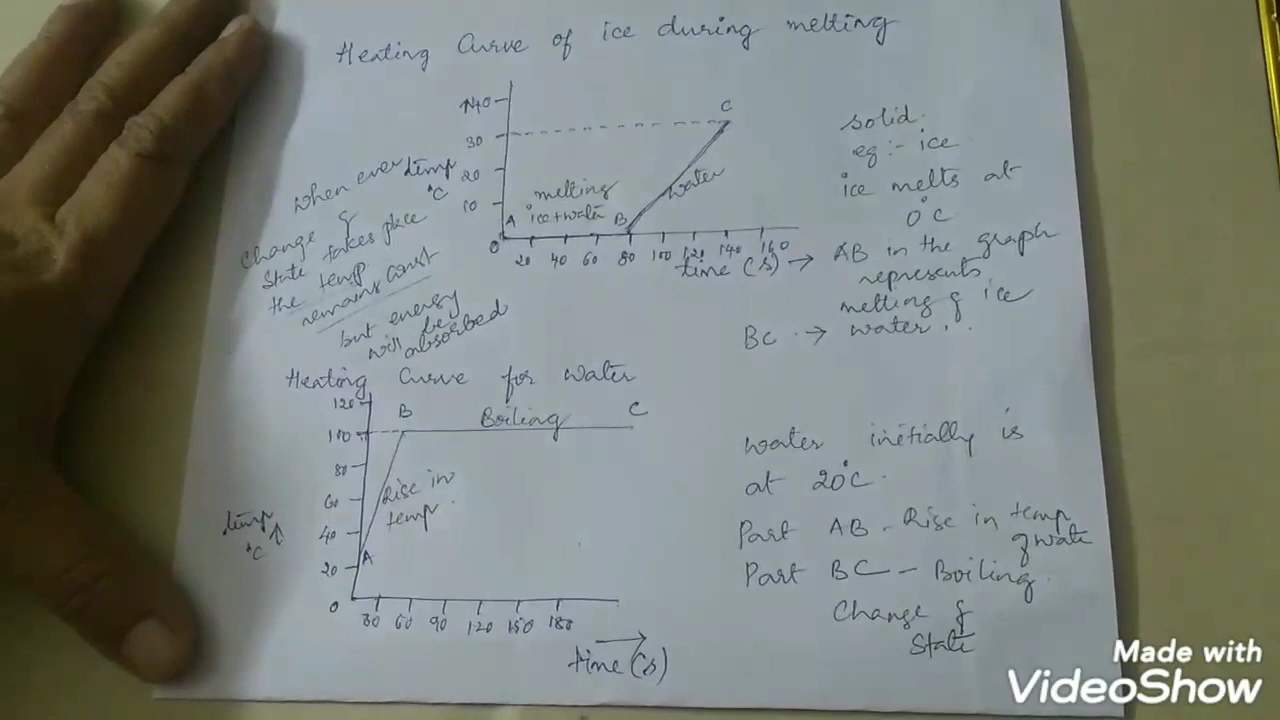 Heating Curve of ice during melting
140
30
20
10
temp
°C
A
melting
ice+water
B
water
C
0
20 40 60 80 100 120 140 160
time (s)
when ever
change of
state takes place
the temp
remains const
but energy
will be
absorbed
solid.
eg:- ice
ice melts at
0°C
→ AB in the graph
represents
melting of ice
BC → water.
Heating Curve for water
120
100
80
60
40
20
0
temp ↑
°C
A
B
Boiling
C
Rise in
temp.
30 60 90 120 150 180
time (s)
water initially is
at 20°C.
Part AB - Rise in temp
of wate
Part BC - Boiling
Change of
State
Made with
VideoShow